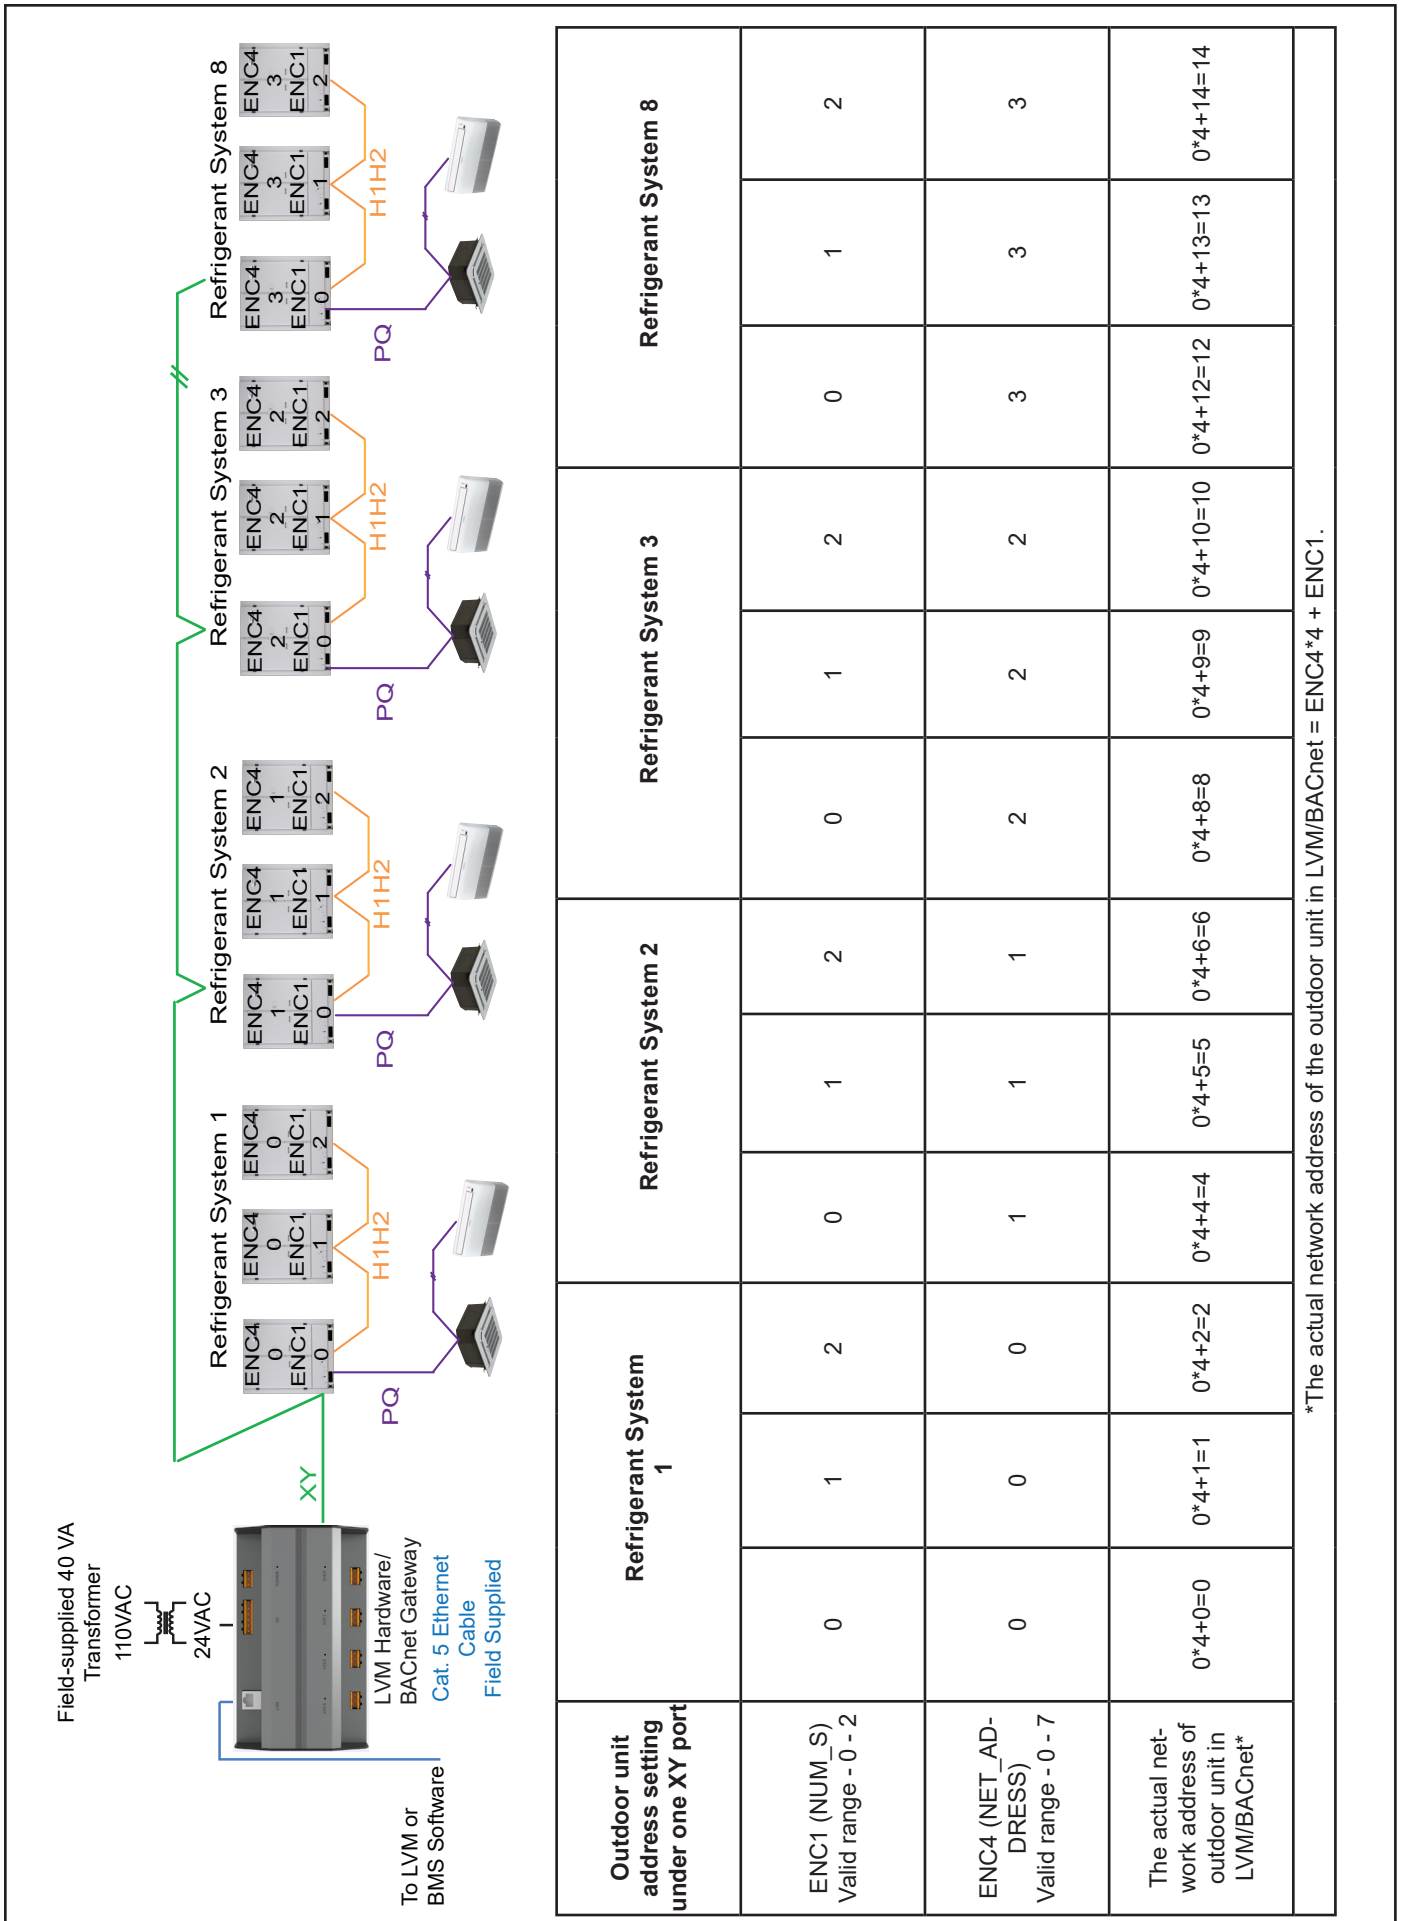 Field-supplied 40 VA
Transformer
110VAC
24VAC
LVM Hardware/
BACnet Gateway
Cat. 5 Ethernet
Cable
Field Supplied
To LVM or
BMS Software
XY
Refrigerant System 1
ENC4
0
ENC1
0
ENC4
0
ENC1
1
ENC4
0
ENC1
2
H1H2
PQ
Refrigerant System 2
ENC4
1
ENC1
0
ENC4
1
ENC1
1
ENC4
1
ENC1
2
H1H2
PQ
Refrigerant System 3
ENC4
2
ENC1
0
ENC4
2
ENC1
1
ENC4
2
ENC1
2
H1H2
PQ
Refrigerant System 8
ENC4
3
ENC1
0
ENC4
3
ENC1
1
ENC4
3
ENC1
2
H1H2
PQ
Outdoor unit
address setting
under one XY port
Refrigerant System
1
Refrigerant System 2
Refrigerant System 3
Refrigerant System 8
ENC1 (NUM_S)
Valid range - 0 - 2
0 1 2 0 1 2 0 1 2 0 1 2
ENC4 (NET_AD-
DRESS)
Valid range - 0 - 7
0 0 0 1 1 1 2 2 2 3 3 3
The actual net-
work address of
outdoor unit in
LVM/BACnet*
0*4+0=0 0*4+1=1 0*4+2=2 0*4+4=4 0*4+5=5 0*4+6=6 0*4+8=8 0*4+9=9 0*4+10=10 0*4+12=12 0*4+13=13 0*4+14=14
*The actual network address of the outdoor unit in LVM/BACnet = ENC4*4 + ENC1.